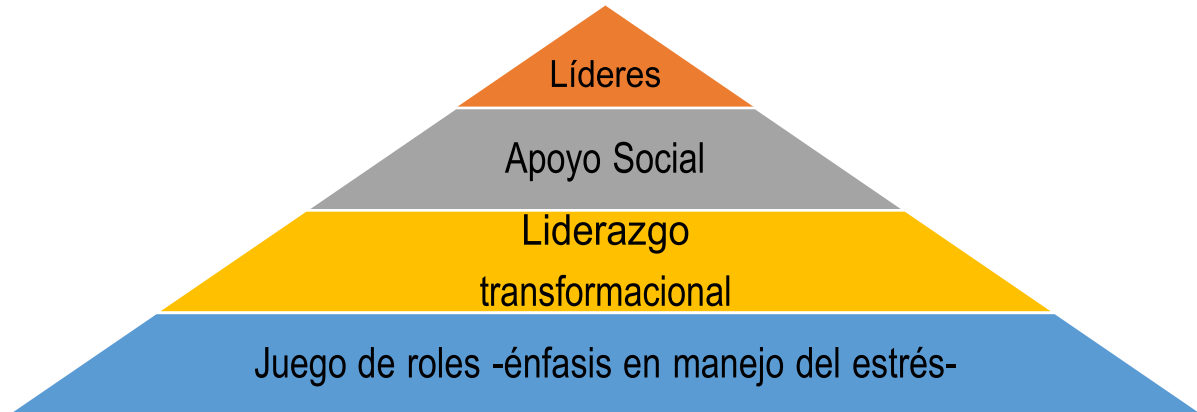 Líderes
Apoyo Social
Liderazgo
transformacional
Juego de roles -énfasis en manejo del estrés-